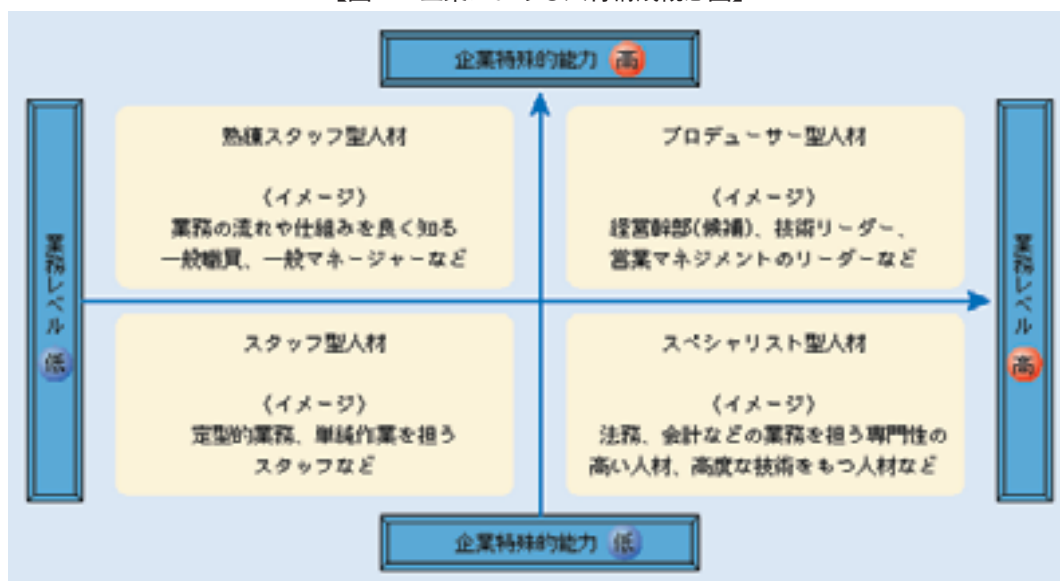 企業特殊的能力 高
業務レベル 低
熟練スタッフ型人材
〈イメージ〉
業務の流れや仕組みを良く知る
一般職員、一般マネージャーなど
プロデューサー型人材
〈イメージ〉
経営幹部(候補)、技術リーダー、
営業マネジメントのリーダーなど
業務レベル 高
スタッフ型人材
〈イメージ〉
定型的業務、単純作業を担う
スタッフなど
スペシャリスト型人材
〈イメージ〉
法務、会計などの業務を担う専門性の
高い人材、高度な技術をもつ人材など
企業特殊的能力 低